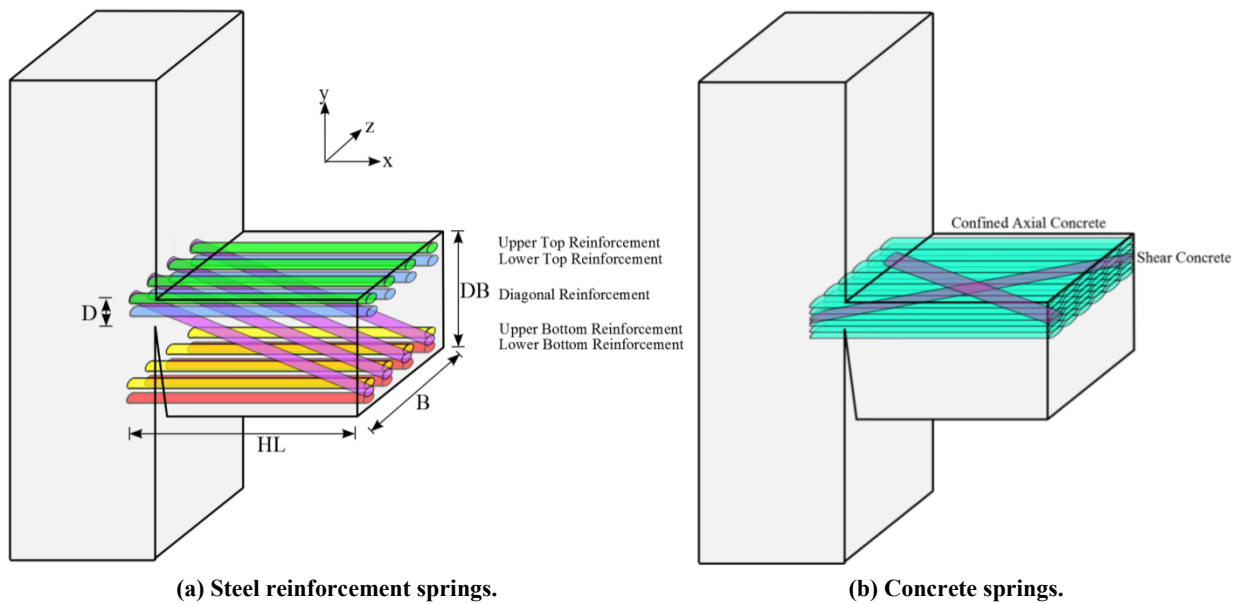 y
z
x
Upper Top Reinforcement
Lower Top Reinforcement
D
DB
Diagonal Reinforcement
Upper Bottom Reinforcement
Lower Bottom Reinforcement
B
HL
(a) Steel reinforcement springs.
Confined Axial Concrete
Shear Concrete
(b) Concrete springs.